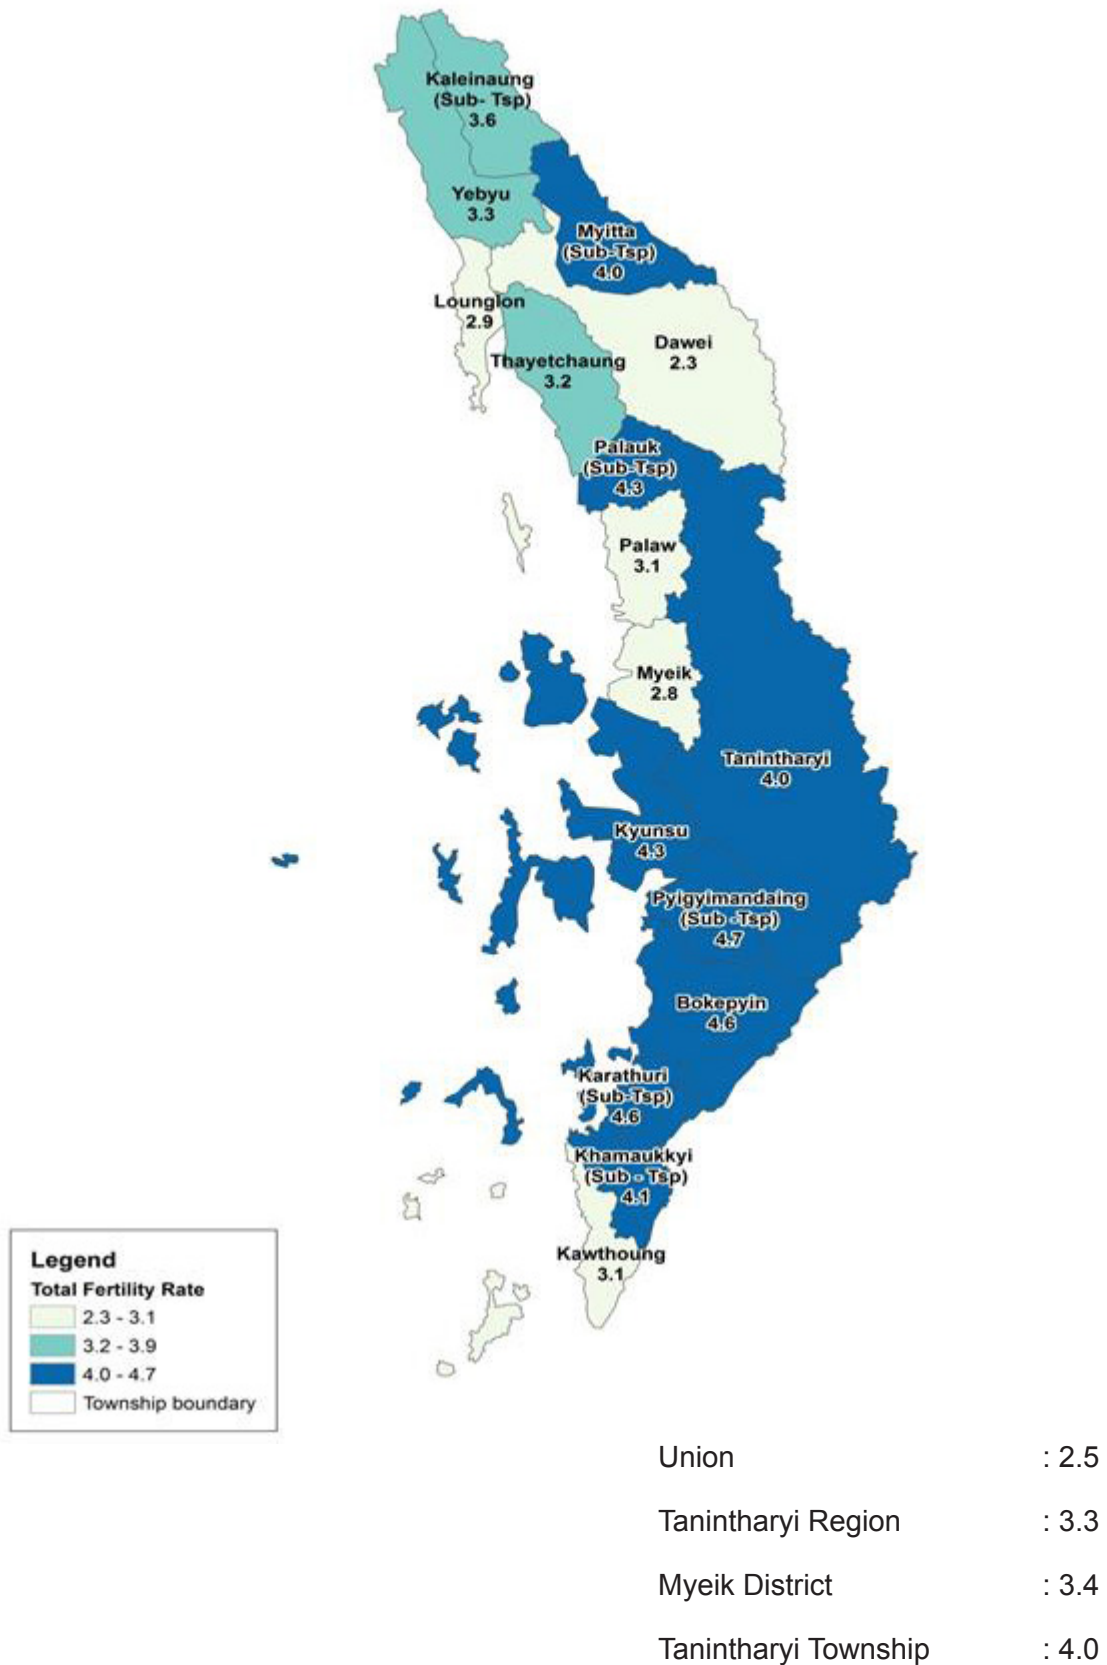 Kaleinaung
(Sub- Tsp)
3.6
Yebyu
3.3
Myitta
(Sub-Tsp)
4.0
Launglon
2.9
Dawei
2.3
Thayetchaung
3.2
Palauk
(Sub-Tsp)
4.3
Palaw
3.1
Myeik
2.8
Tanintharyi
4.0
Kyunsu
4.3
Pyigyimandaing
(Sub -Tsp)
4.7
Bokepyin
4.6
Karathuri
(Sub-Tsp)
4.6
Khamaukkyi
(Sub - Tsp)
4.1
Kawthoung
3.1
Legend
Total Fertility Rate
2.3 - 3.1
3.2 - 3.9
4.0 - 4.7
Township boundary
Union : 2.5
Tanintharyi Region : 3.3
Myeik District : 3.4
Tanintharyi Township : 4.0